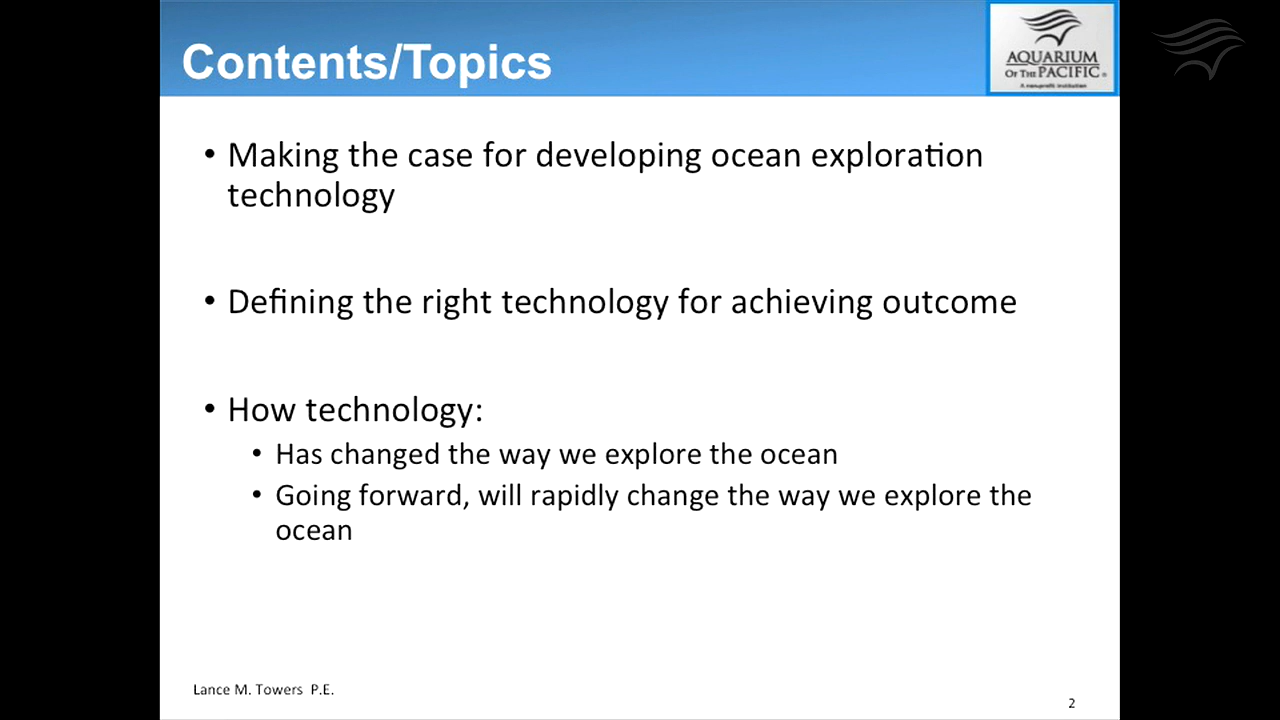 Contents/Topics
AQUARIUM
OF THE PACIFIC
A nonprofit institution
• Making the case for developing ocean exploration
technology
• Defining the right technology for achieving outcome
• How technology:
• Has changed the way we explore the ocean
• Going forward, will rapidly change the way we explore the
ocean
Lance M. Towers P.E.
2